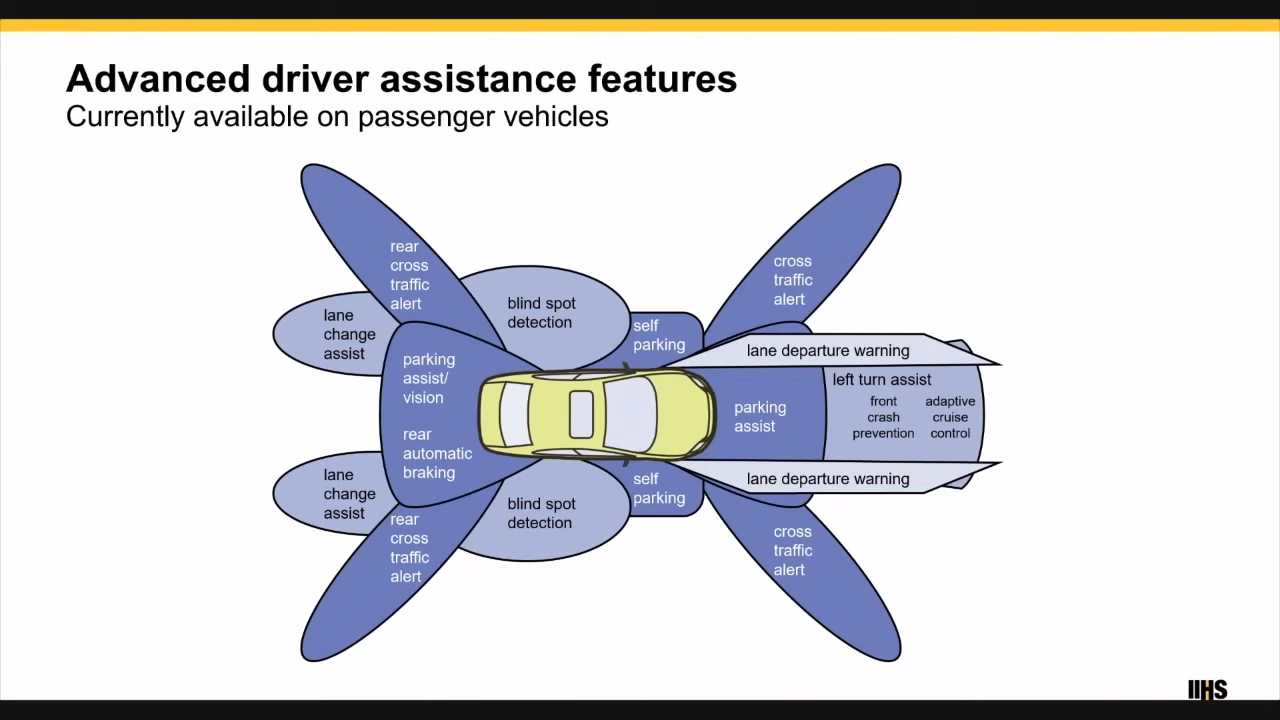 Advanced driver assistance features
Currently available on passenger vehicles
rear
cross
traffic
alert
cross
traffic
alert
blind spot
detection
lane
change
assist
self
parking
lane departure warning
parking
assist/
vision
left turn assist
front
crash
prevention
adaptive
cruise
control
parking
assist
rear
automatic
braking
lane
change
assist
self
parking
lane departure warning
blind spot
detection
rear
cross
traffic
alert
cross
traffic
alert
IIHS